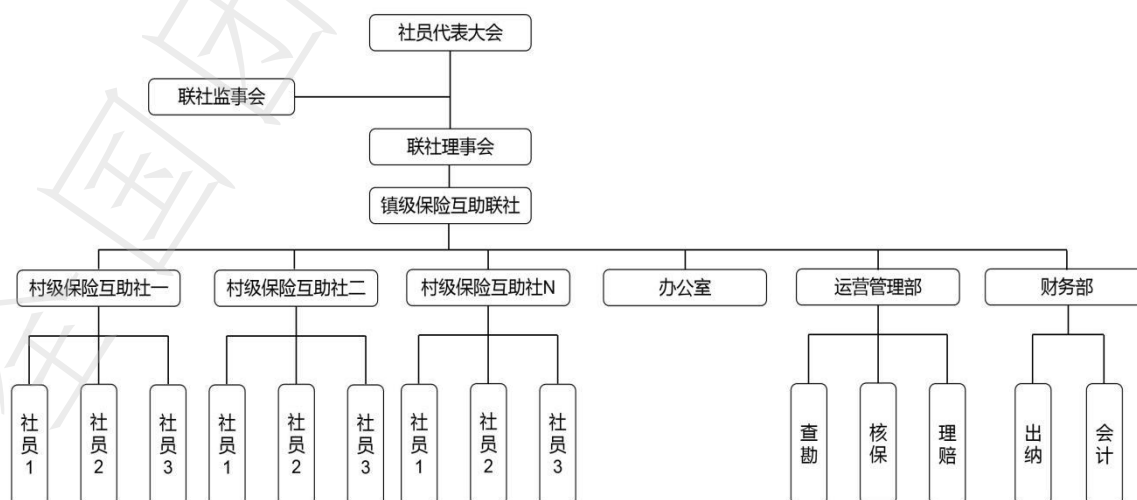 社员代表大会
联社监事会
联社理事会
镇级保险互助联社
村级保险互助社一
村级保险互助社二
村级保险互助社N
办公室
运营管理部
财务部
社员1
社员2
社员3
社员1
社员2
社员3
社员1
社员2
社员3
查勘
核保
理赔
出纳
会计
全国